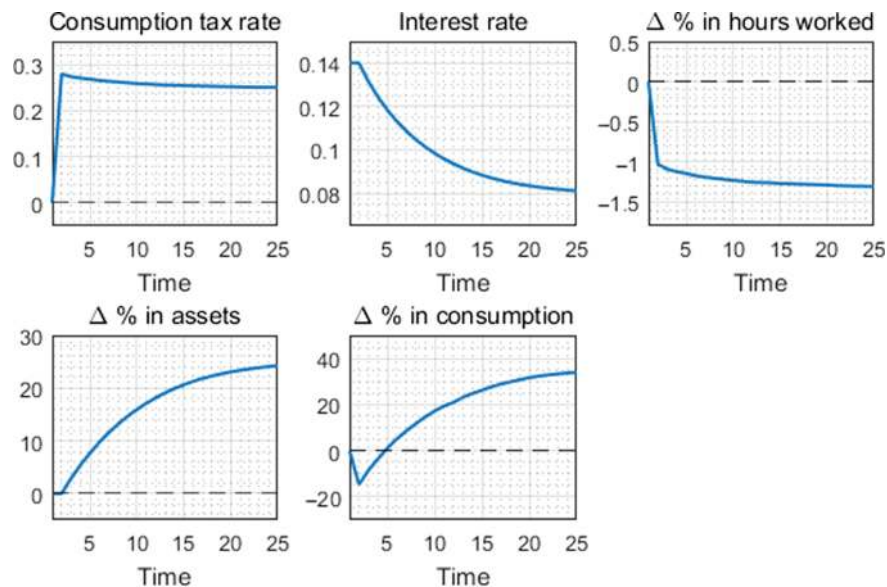 Consumption tax rate
0.3
0.2
0.1
0
5 10 15 20 25
Time
Interest rate
0.14
0.12
0.1
0.08
5 10 15 20 25
Time
Δ % in hours worked
0.5
0
−0.5
−1
−1.5
5 10 15 20 25
Time
Δ % in assets
30
20
10
0
5 10 15 20 25
Time
Δ % in consumption
40
20
0
−20
5 10 15 20 25
Time